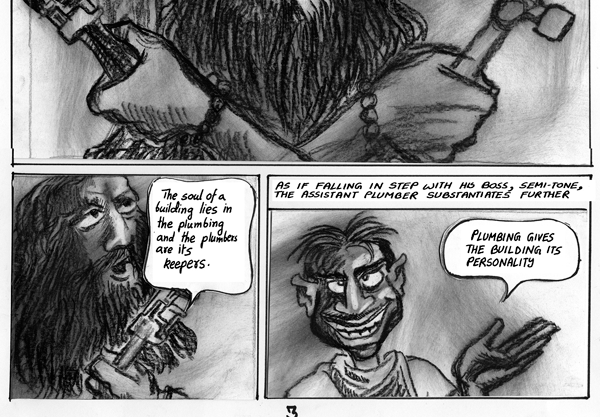 The soul of a
building lies in
the plumbing
and the plumbers
are its
keepers.
AS IF FALLING IN STEP WITH HIS BOSS, SEMI-TONE,
THE ASSISTANT PLUMBER SUBSTANTIATES FURTHER
PLUMBING GIVES
THE BUILDING ITS
PERSONALITY
3